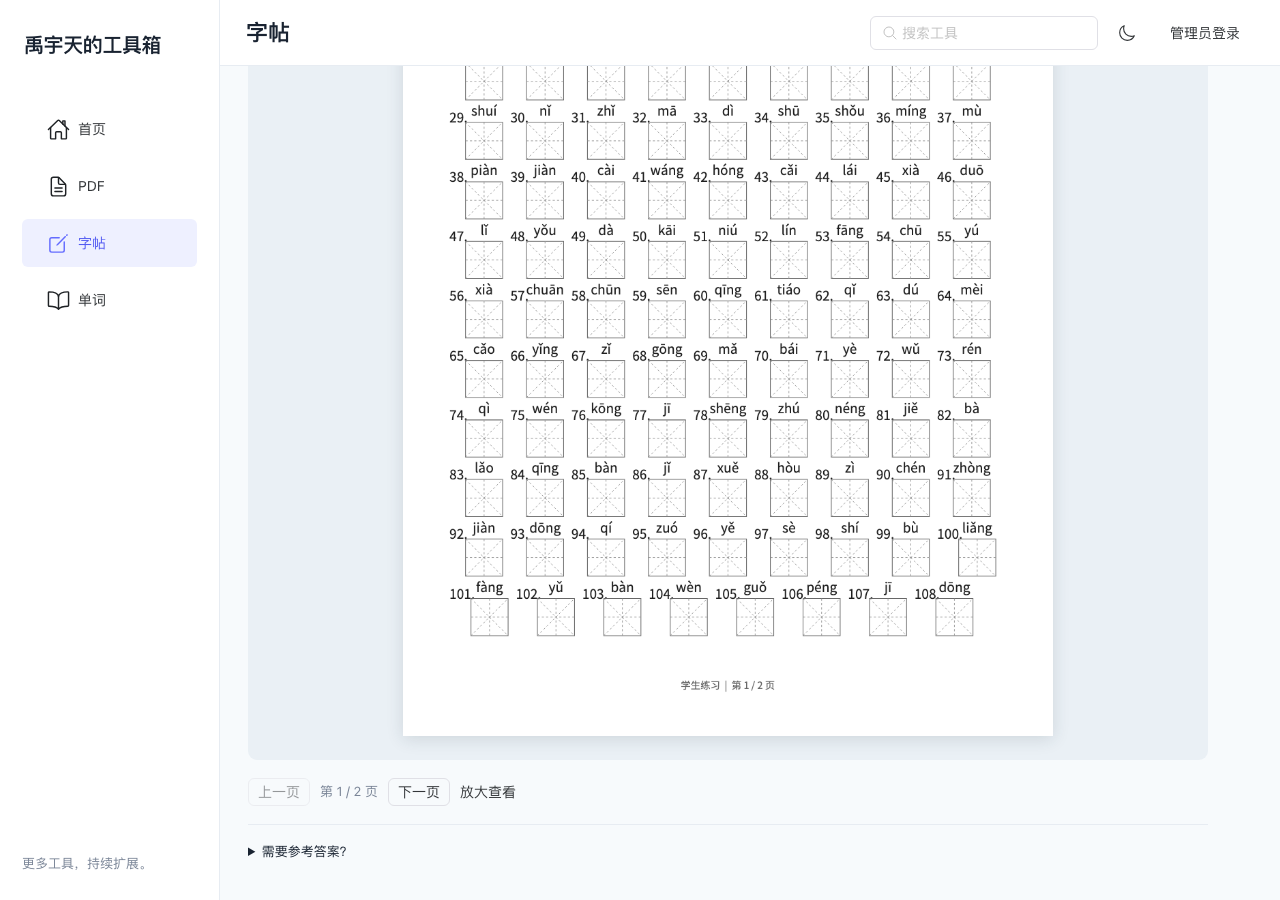 禹宇天的工具箱
首页
PDF
字帖
单词
更多工具，持续扩展。
字帖
搜索工具
管理员登录
29. shuí 30. nǐ 31. zhǐ 32. mā 33. dì 34. shū 35. shǒu 36. míng 37. mù
38. piàn 39. jiàn 40. cài 41. wáng 42. hóng 43. cǎi 44. lái 45. xià 46. duō
47. lǐ 48. yǒu 49. dà 50. kāi 51. niú 52. lín 53. fāng 54. chū 55. yú
56. xià 57. chuān 58. chūn 59. sēn 60. qīng 61. tiáo 62. qǐ 63. dú 64. mèi
65. cǎo 66. yǐng 67. zǐ 68. gōng 69. mǎ 70. bái 71. yè 72. wǔ 73. rén
74. qì 75. wén 76. kōng 77. jī 78. shēng 79. zhú 80. néng 81. jiě 82. bà
83. lǎo 84. qīng 85. bàn 86. jǐ 87. xuě 88. hòu 89. zì 90. chén 91. zhòng
92. jiàn 93. dōng 94. qí 95. zuó 96. yě 97. sè 98. shí 99. bù 100. liǎng
101. fàng 102. yǔ 103. bàn 104. wèn 105. guǒ 106. péng 107. jī 108. dōng
学生练习 | 第 1 / 2 页
上一页 第 1 / 2 页 下一页 放大查看
需要参考答案?